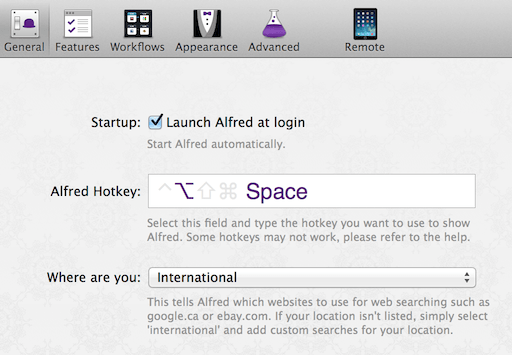 General Features Workflows Appearance Advanced Remote
Startup: Launch Alfred at login
Start Alfred automatically.
Alfred Hotkey: ^⌥⇧⌘ Space
Select this field and type the hotkey you want to use to show
Alfred. Some hotkeys may not work, please refer to the help.
Where are you: International
This tells Alfred which websites to use for web searching such as
google.ca or ebay.com. If your location isn't listed, simply select
'international' and add custom searches for your location.